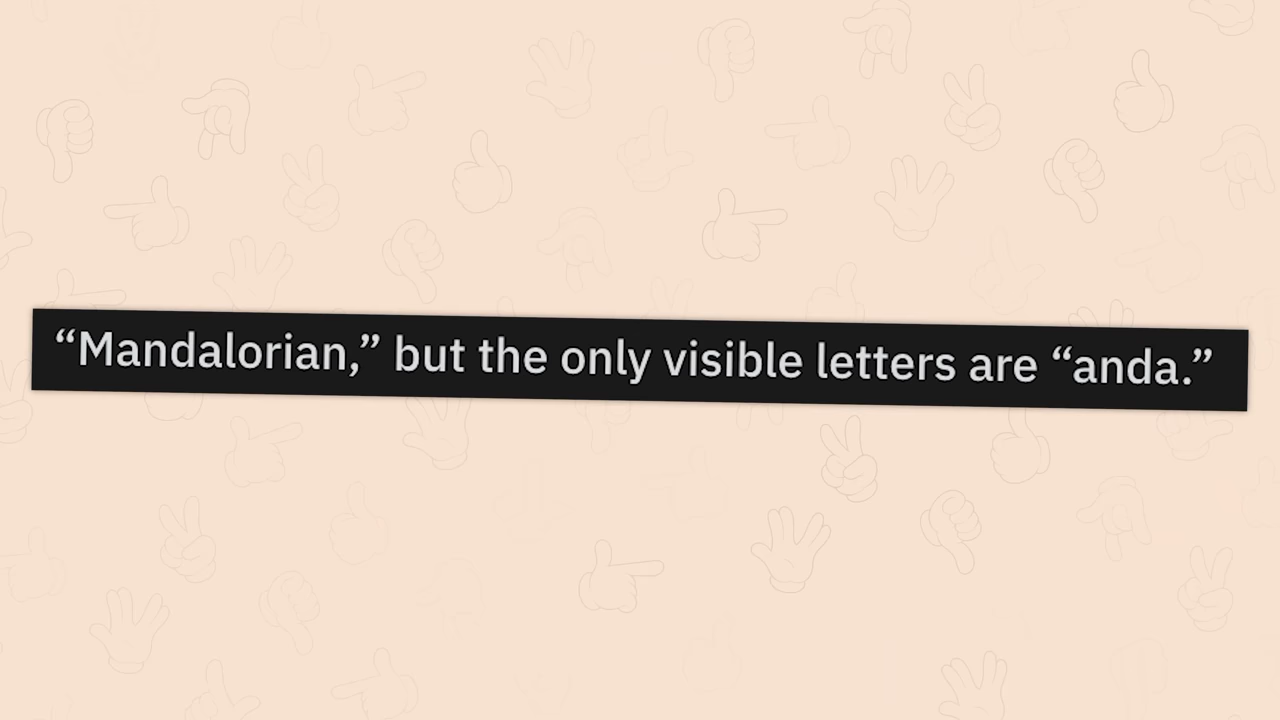 “Mandalorian,” but the only visible letters are “anda.”